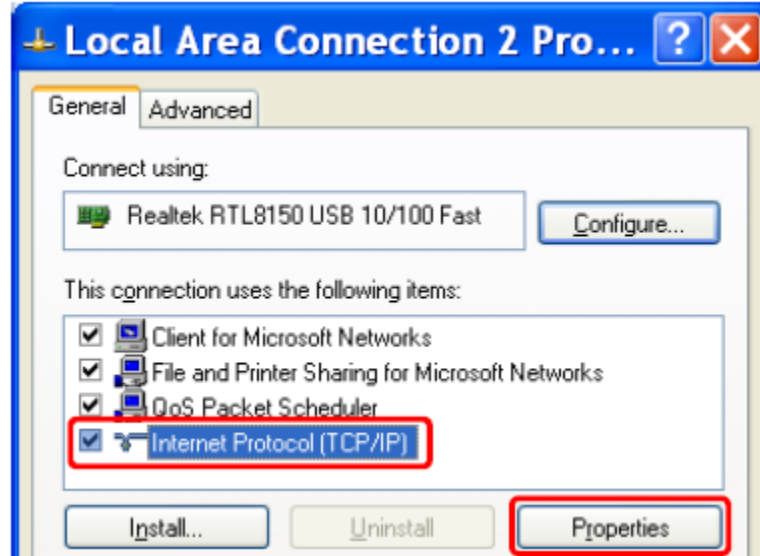 Local Area Connection 2 Pro...
General Advanced
Connect using:
Realtek RTL8150 USB 10/100 Fast Configure...
This connection uses the following items:
Client for Microsoft Networks
File and Printer Sharing for Microsoft Networks
QoS Packet Scheduler
Internet Protocol (TCP/IP)
Install... Uninstall Properties